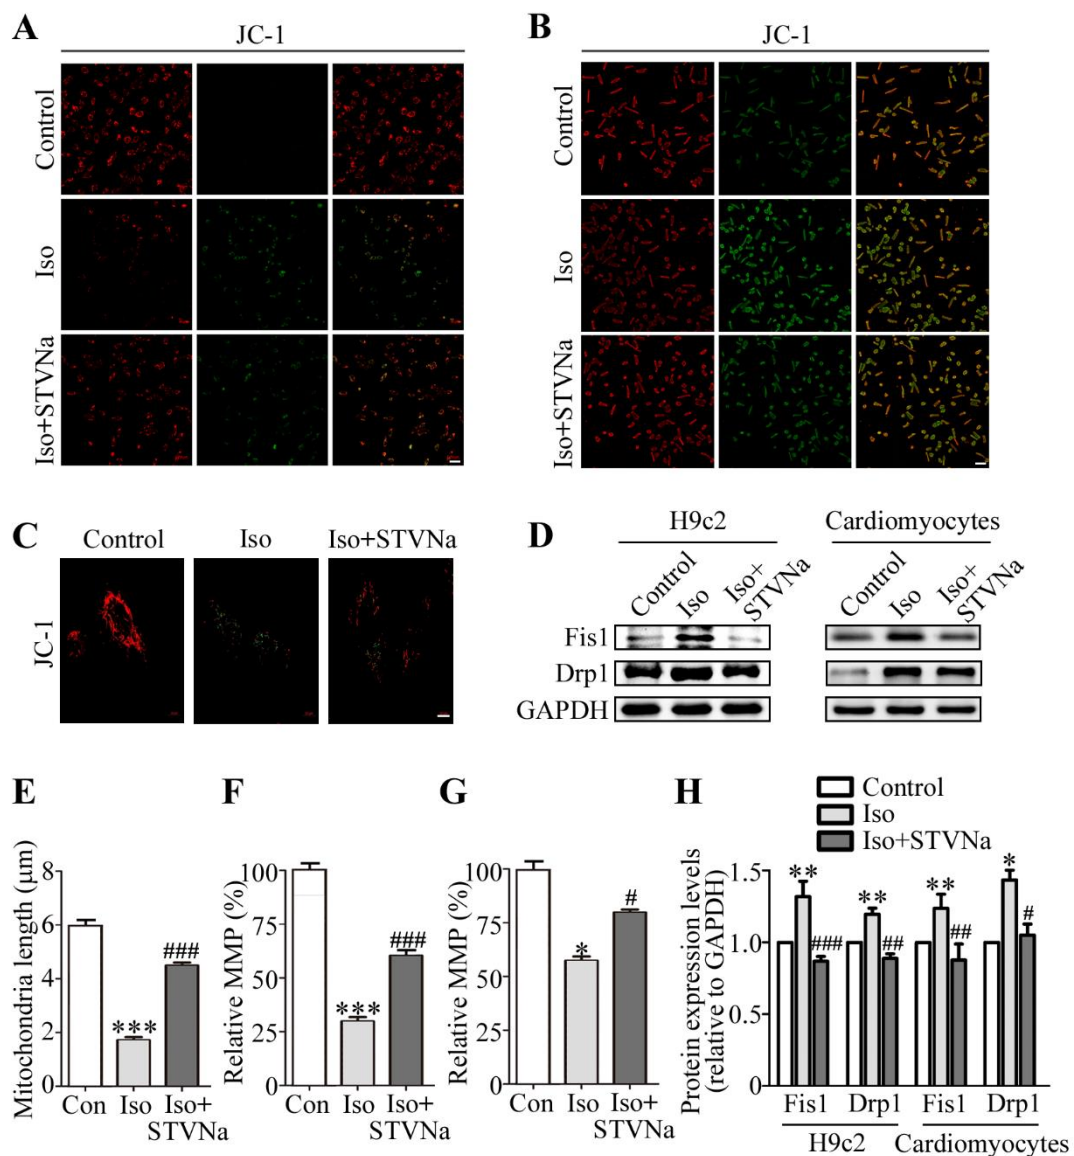 A
JC-1
Control
Iso
Iso+STVNa
B
JC-1
Control
Iso
Iso+STVNa
C
Control Iso Iso+STVNa
JC-1
D
H9c2 Cardiomyocytes
Control Iso Iso+ STVNa Control Iso Iso+ STVNa
Fis1
Drp1
GAPDH
E
Mitochondria length (μm)
8
6
4
2
0
***
###
Con Iso Iso+
STVNa
F
Relative MMP (%)
100
75
50
25
0
***
###
Con Iso Iso+
STVNa
G
Relative MMP (%)
100
75
50
25
0
*
#
Con Iso Iso+
STVNa
H
Control
Iso
Iso+STVNa
Protein expression levels
(relative to GAPDH)
1.5
1.0
0.5
0
** ** ** *
### ## ## #
Fis1 Drp1 Fis1 Drp1
H9c2 Cardiomyocytes